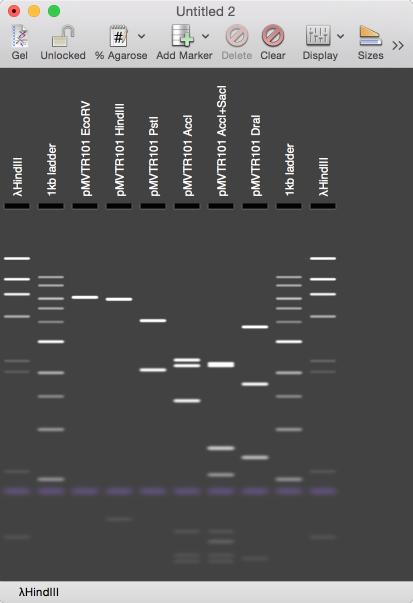 Untitled 2
Gel Unlocked % Agarose Add Marker Delete Clear Display Sizes
#
λHindIII
1kb ladder
pMVTR101 EcoRV
pMVTR101 HindIII
pMVTR101 PstI
pMVTR101 AccI
pMVTR101 AccI+SacI
pMVTR101 DraI
1kb ladder
λHindIII
λHindIII